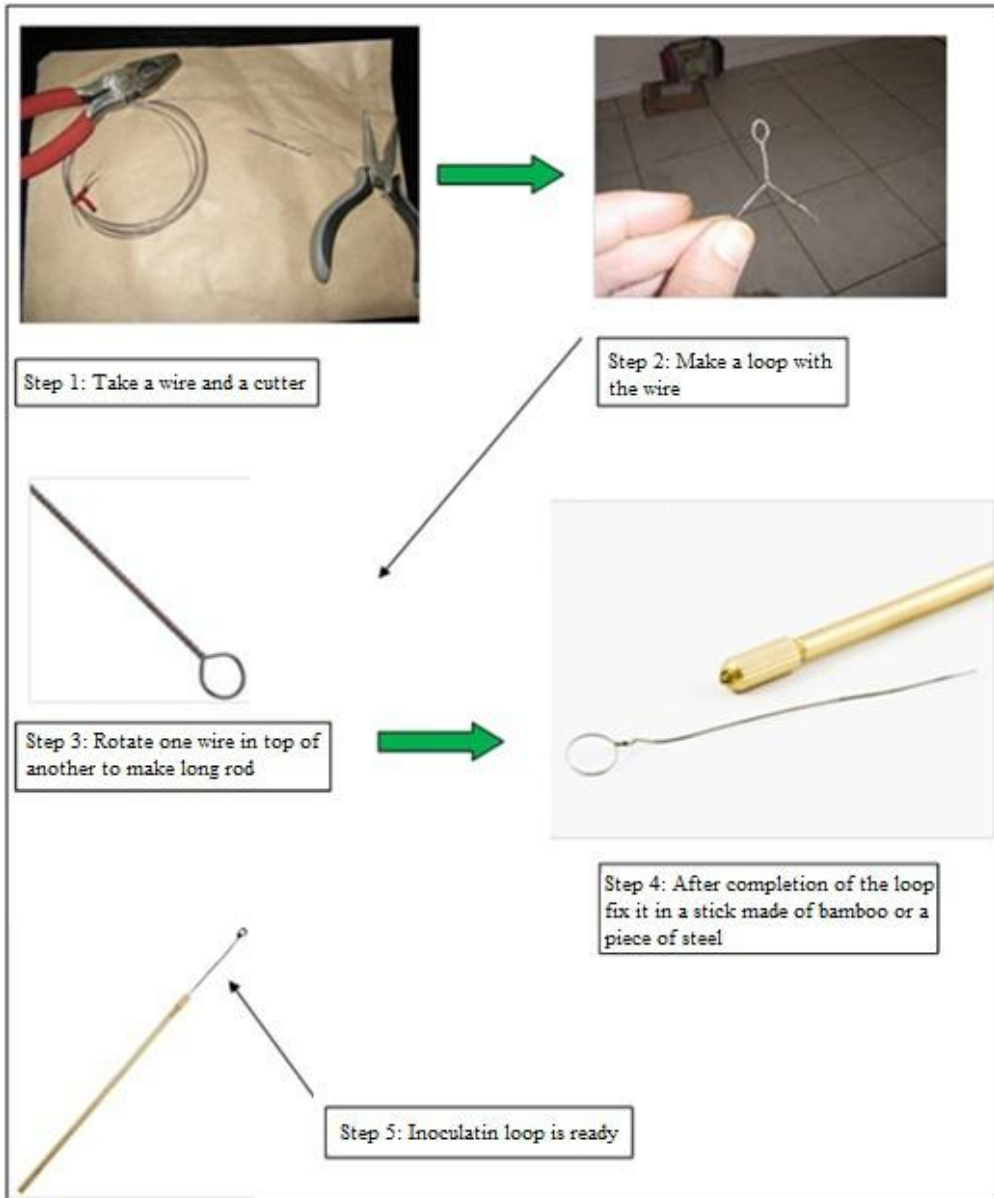 Step 1: Take a wire and a cutter
Step 2: Make a loop with
the wire
Step 3: Rotate one wire in top of
another to make long rod
Step 4: After completion of the loop
fix it in a stick made of bamboo or a
piece of steel
Step 5: Inoculatin loop is ready